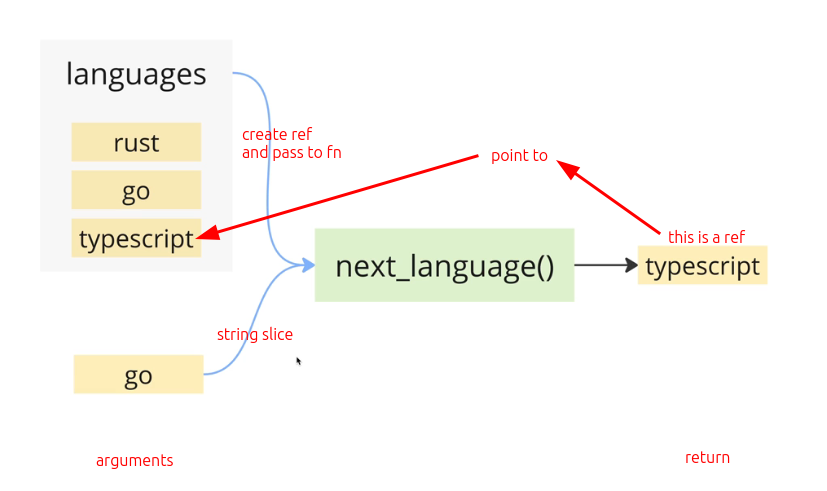 languages
rust
go
typescript
create ref
and pass to fn
point to
this is a ref
next_language()
typescript
string slice
go
arguments
return